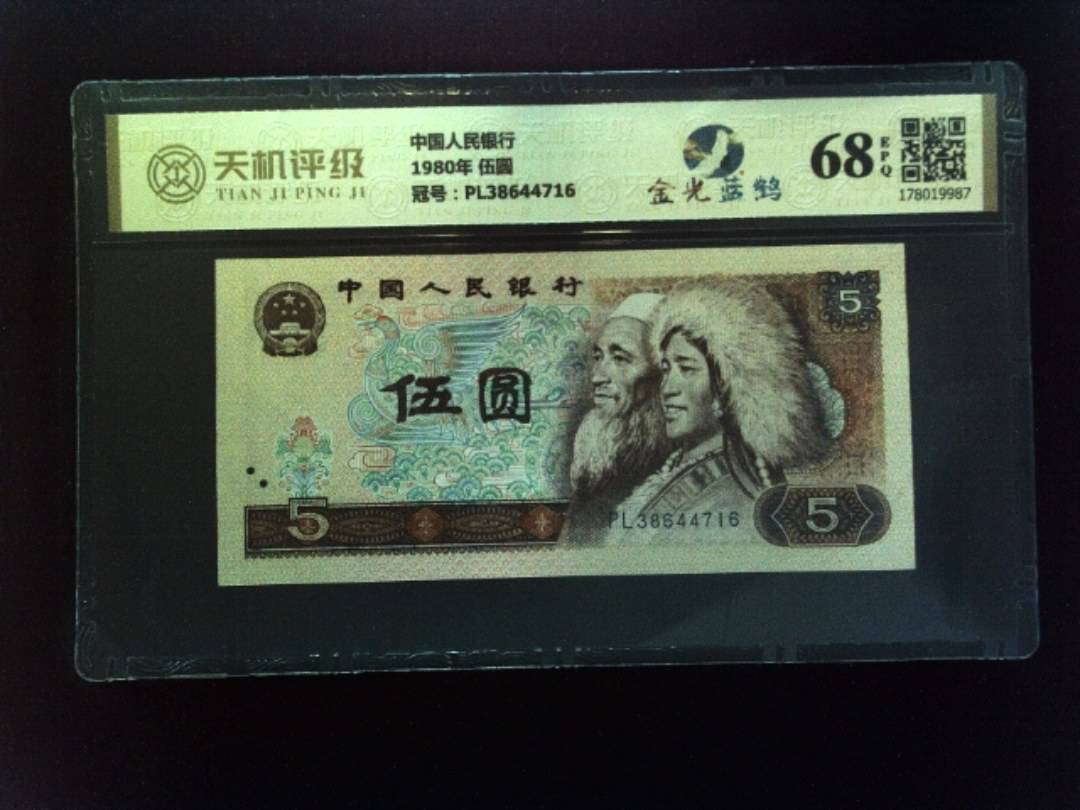 天机评级
TIAN JI PING JI
中国人民银行
1980年 伍圆
冠号：PL38644716
金光蓝鹤
68
EPQ
178019987
中国人民银行
5
伍圆
5
PL38644716
5